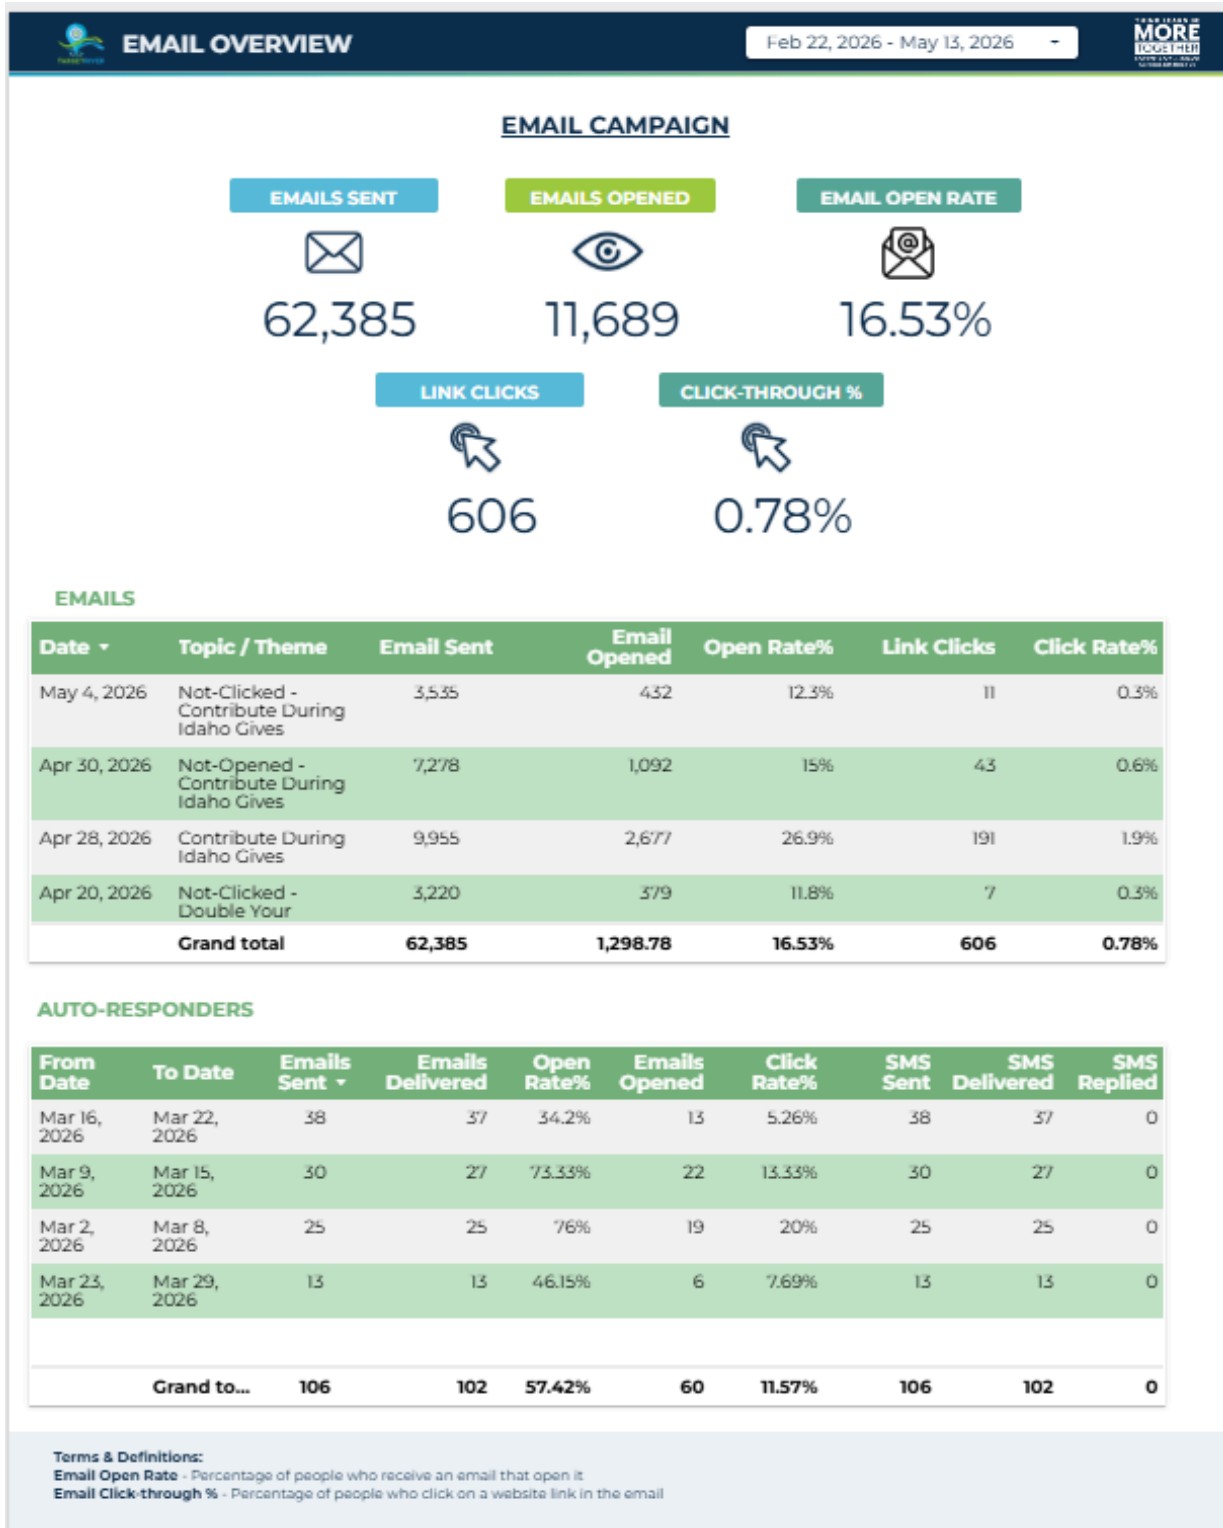 EMAIL OVERVIEW
Feb 22, 2026 - May 13, 2026
MORE
TOGETHER
EMAIL CAMPAIGN
EMAILS SENT EMAILS OPENED EMAIL OPEN RATE
62,385 11,689 16.53%
LINK CLICKS CLICK-THROUGH %
606 0.78%
EMAILS
Date Topic / Theme Email Sent Email Opened Open Rate% Link Clicks Click Rate%
May 4, 2026 Not-Clicked - 3,535 432 12.3% 11 0.3%
Contribute During
Idaho Gives
Apr 30, 2026 Not-Opened - 7,278 1,092 15% 43 0.6%
Contribute During
Idaho Gives
Apr 28, 2026 Contribute During 9,955 2,677 26.9% 191 1.9%
Idaho Gives
Apr 20, 2026 Not-Clicked - 3,220 379 11.8% 7 0.3%
Double Your
Grand total 62,385 1,298.78 16.53% 606 0.78%
AUTO-RESPONDERS
From Date To Date Emails Sent Emails Delivered Open Rate% Emails Opened Click Rate% SMS Sent SMS Delivered SMS Replied
Mar 16, 2026 Mar 22, 2026 38 37 34.2% 13 5.26% 38 37 0
Mar 9, 2026 Mar 15, 2026 30 27 73.33% 22 13.33% 30 27 0
Mar 2, 2026 Mar 8, 2026 25 25 76% 19 20% 25 25 0
Mar 23, 2026 Mar 29, 2026 13 13 46.15% 6 7.69% 13 13 0
Grand to... 106 102 57.42% 60 11.57% 106 102 0
Terms & Definitions:
Email Open Rate - Percentage of people who receive an email that open it
Email Click-through % - Percentage of people who click on a website link in the email